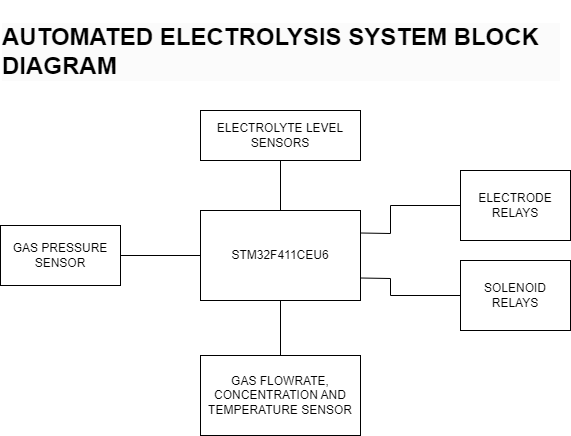 AUTOMATED ELECTROLYSIS SYSTEM BLOCK
DIAGRAM
ELECTROLYTE LEVEL
SENSORS
ELECTRODE
RELAYS
GAS PRESSURE
SENSOR
STM32F411CEU6
SOLENOID
RELAYS
GAS FLOWRATE,
CONCENTRATION AND
TEMPERATURE SENSOR